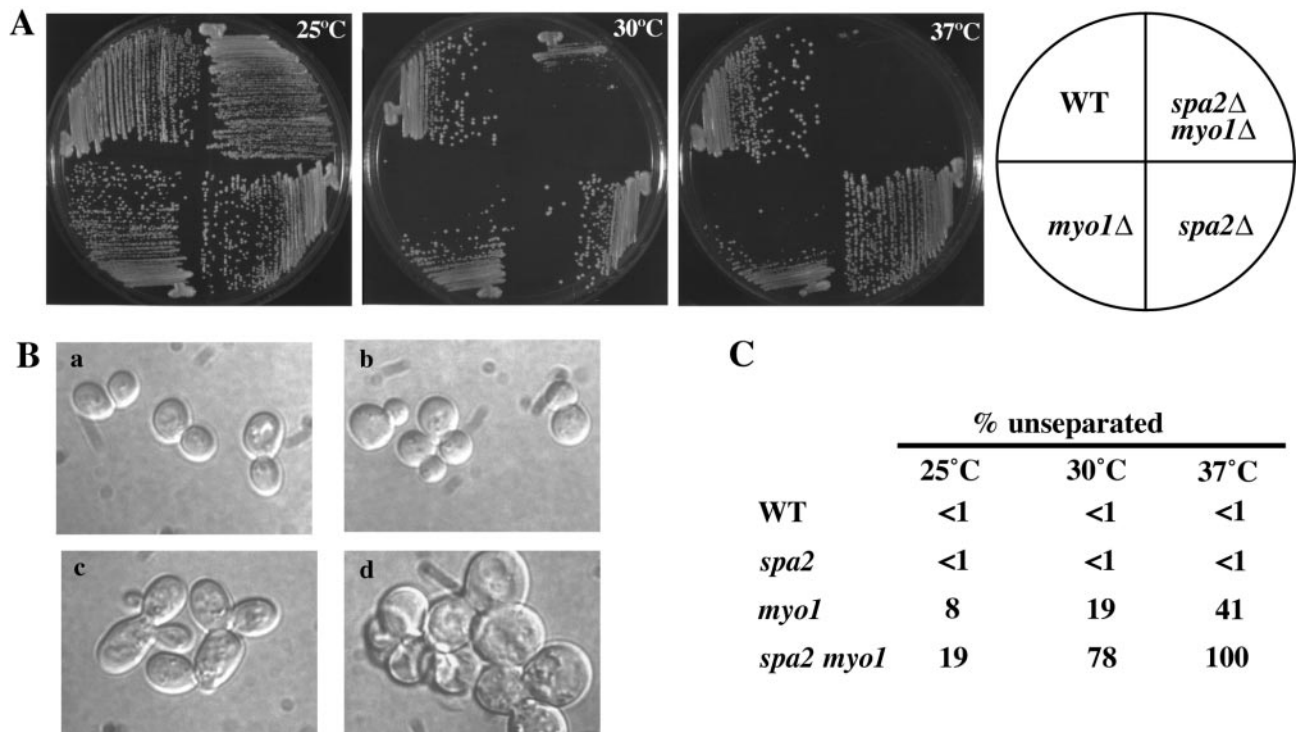 A
25°C
30°C
37°C
WT
spa2Δ
myo1Δ
myo1Δ
spa2Δ
B
a
b
c
d
C
% unseparated
25°C 30°C 37°C
WT <1 <1 <1
spa2 <1 <1 <1
myo1 8 19 41
spa2 myo1 19 78 100